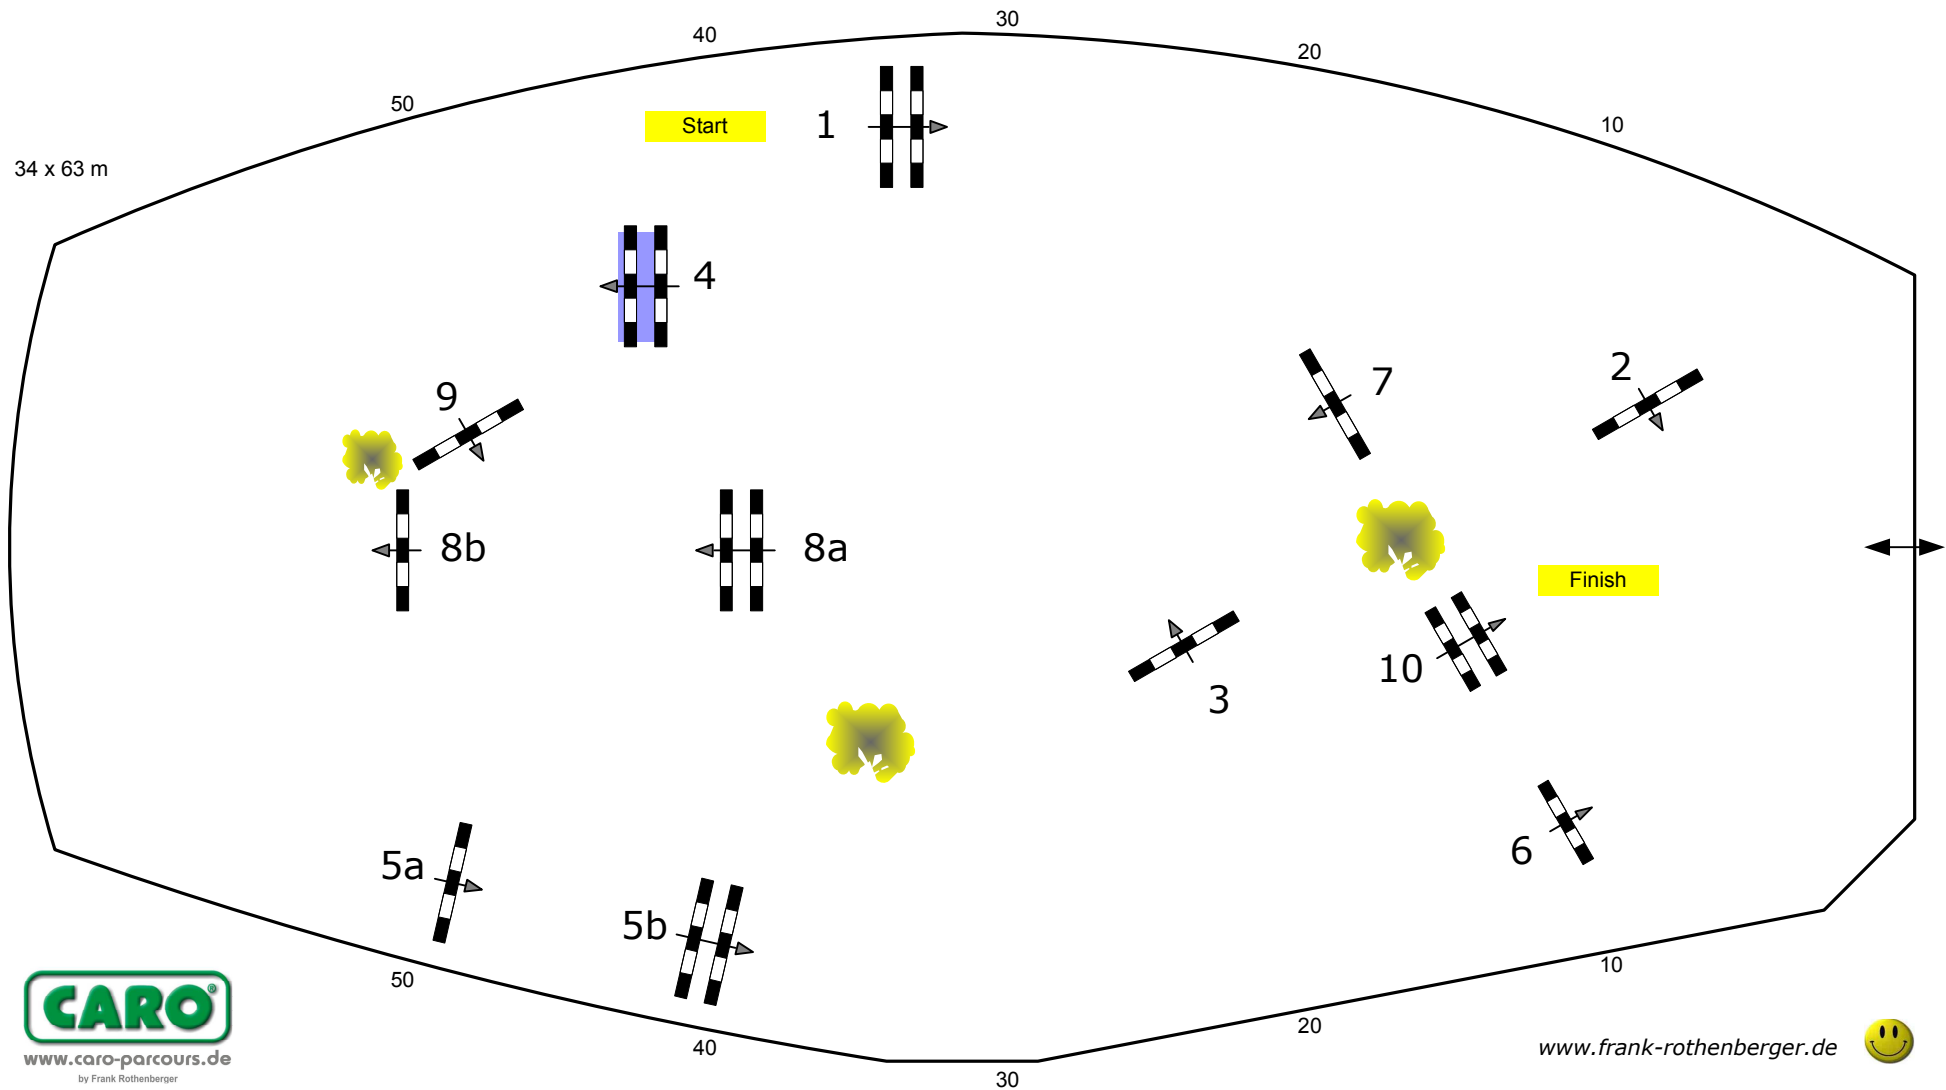 30
40
20
50
Start
1
10
34 x 63 m
4
9
7
2
8b
8a
Finish
10
3
5a
6
5b
50
10
20
40
30
CARO®
www.caro-parcours.de
by Frank Rothenberger
www.frank-rothenberger.de